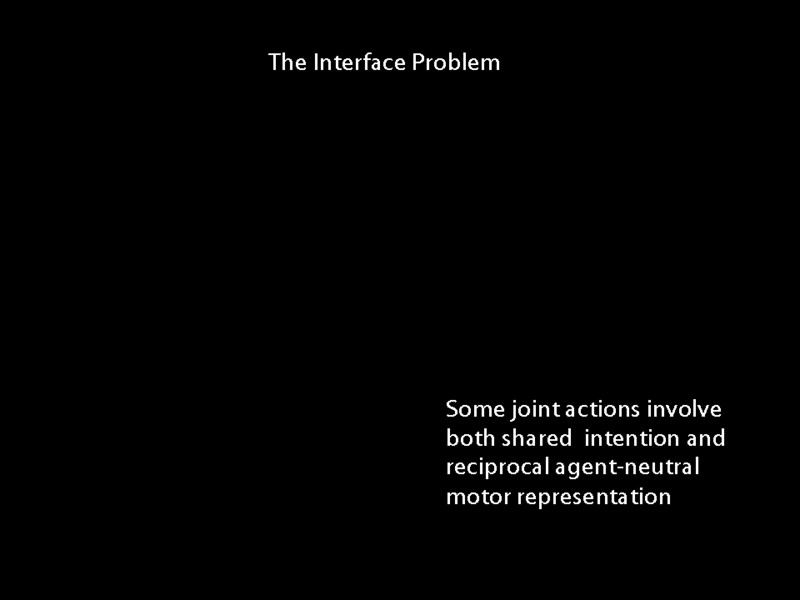 The Interface Problem
Some joint actions involve
both shared  intention and
reciprocal agent-neutral
motor representation